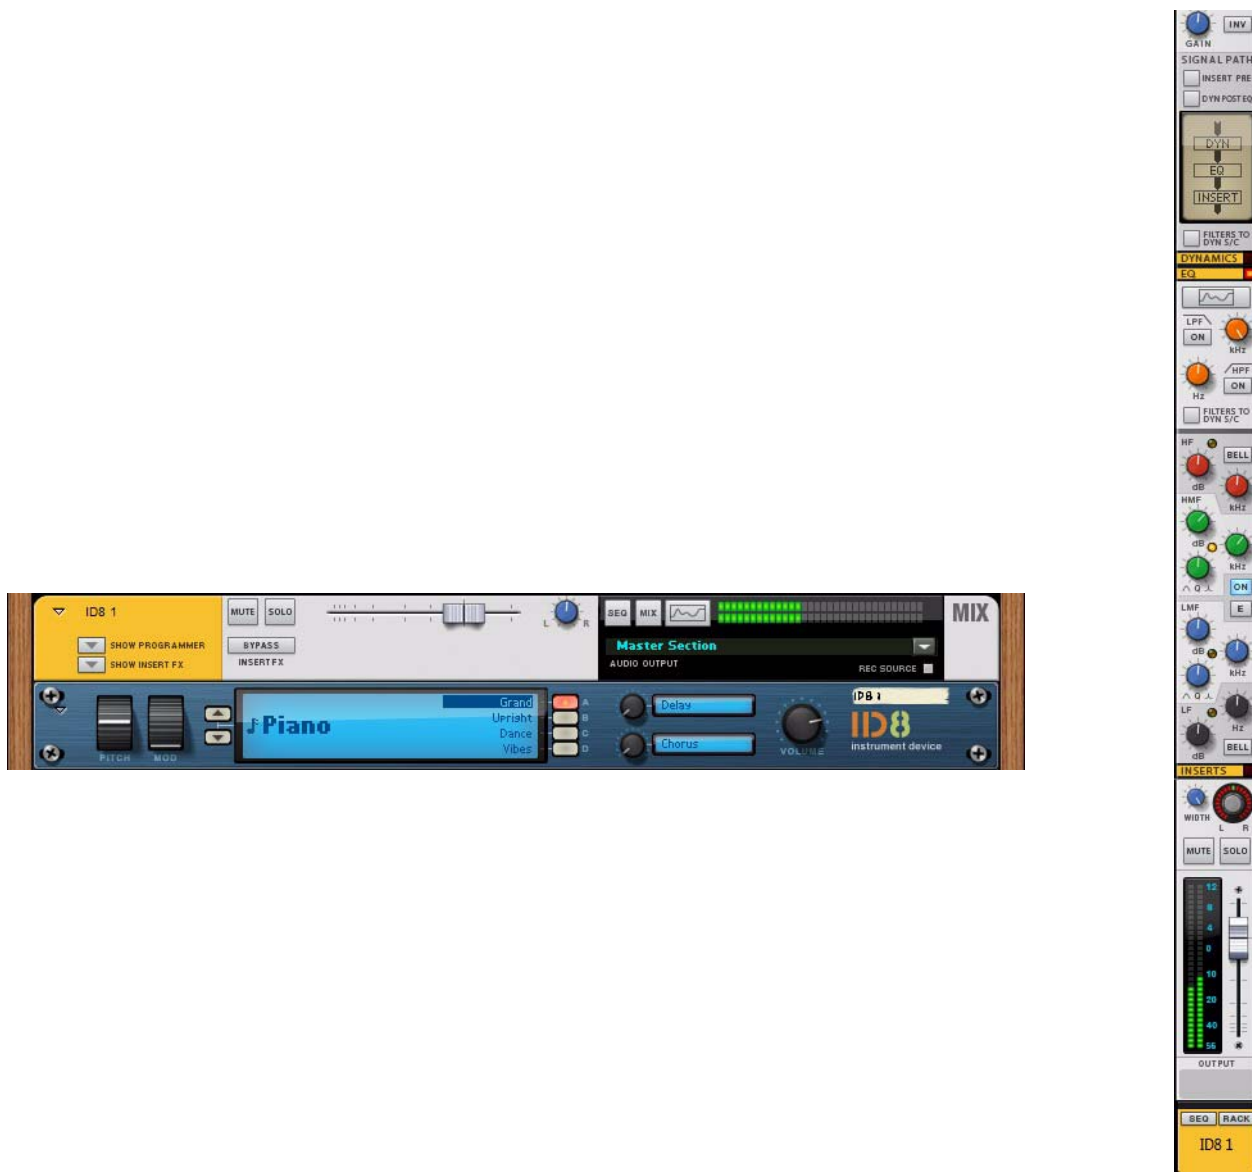 ID8 1
MUTE SOLO
L R
SEQ MIX
MIX
SHOW PROGRAMMER
BYPASS
Master Section
SHOW INSERT FX
INSERT FX
AUDIO OUTPUT
REC SOURCE
PITCH MOD
Piano
Grand A
Upright B
Dance C
Vibes D
Delay
Chorus
VOLUME
ID8 1
ID8
instrument device
GAIN INV
SIGNAL PATH
INSERT PRE
DYN POST EQ
DYN
EQ
INSERT
FILTERS TO
DYN S/C
DYNAMICS
EQ
LPF
ON
kHz
HPF
Hz ON
FILTERS TO
DYN S/C
HF
BELL
dB
HMF kHz
dB
kHz
Q ON
LMF E
dB
kHz
Q
LF
Hz
dB BELL
INSERTS
WIDTH
L R
MUTE SOLO
12
8
4
0
10
20
40
56
OUTPUT
SEQ RACK
ID8 1